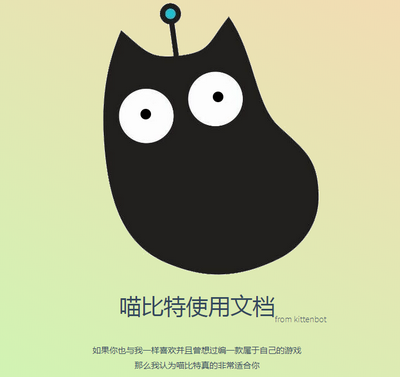 喵比特使用文档
from kittenbot
如果你也与我一样喜欢并且曾想过编一款属于自己的游戏
那么我认为喵比特真的非常适合你